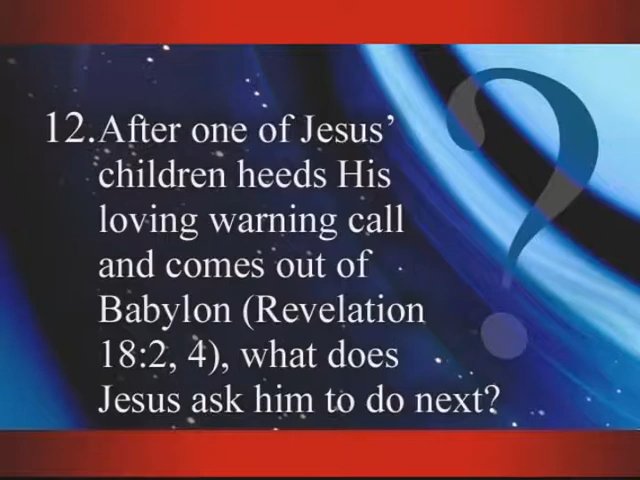 12.After one of Jesus’
children heeds His
loving warning call
and comes out of
Babylon (Revelation
18:2, 4), what does
Jesus ask him to do next?
?